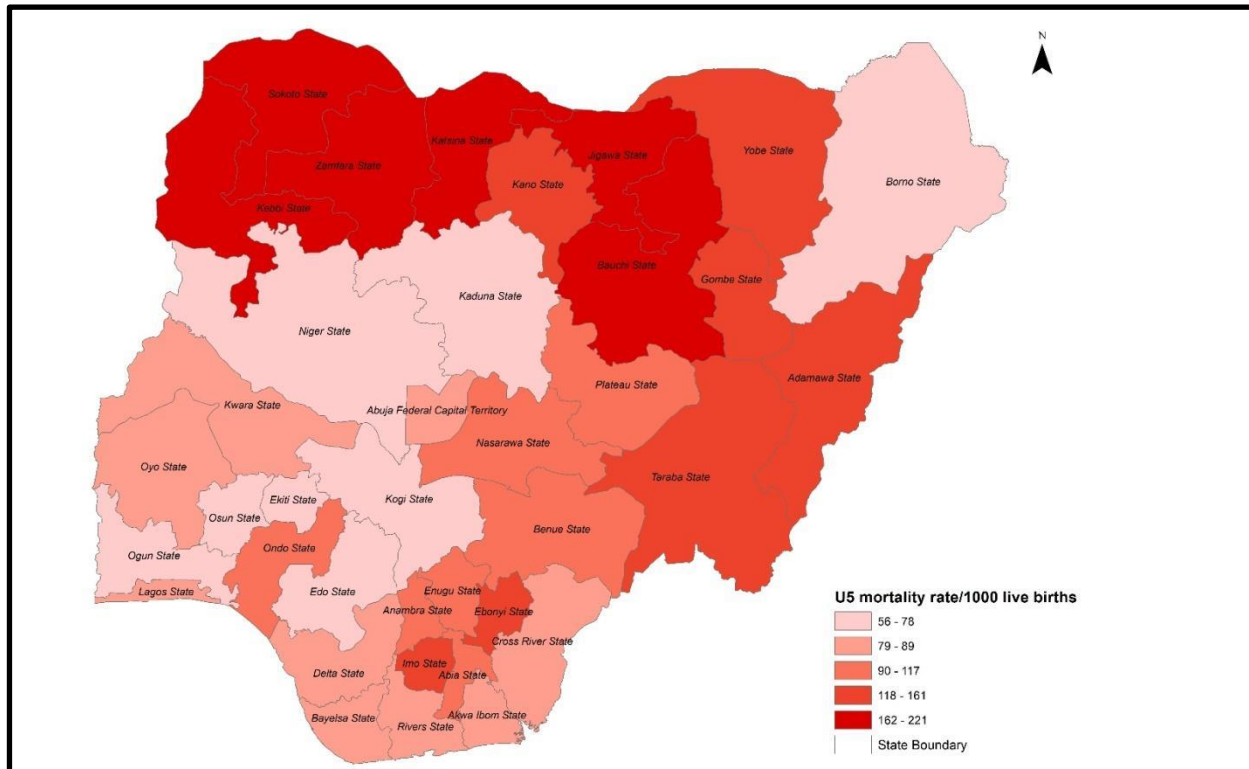 N
Sokoto State
Katsina State
Jigawa State
Yobe State
Zamfara State
Kano State
Borno State
Kebbi State
Bauchi State
Gombe State
Kaduna State
Niger State
Adamawa State
Plateau State
Kwara State
Abuja Federal Capital Territory
Nasarawa State
Oyo State
Taraba State
Ekiti State
Kogi State
Osun State
Benue State
Ondo State
Ogun State
Lagos State
Edo State
Enugu State
Anambra State
Ebonyi State
Cross River State
Imo State
Delta State
Abia State
Bayelsa State
Rivers State
Akwa Ibom State
U5 mortality rate/1000 live births
56 - 78
79 - 89
90 - 117
118 - 161
162 - 221
State Boundary